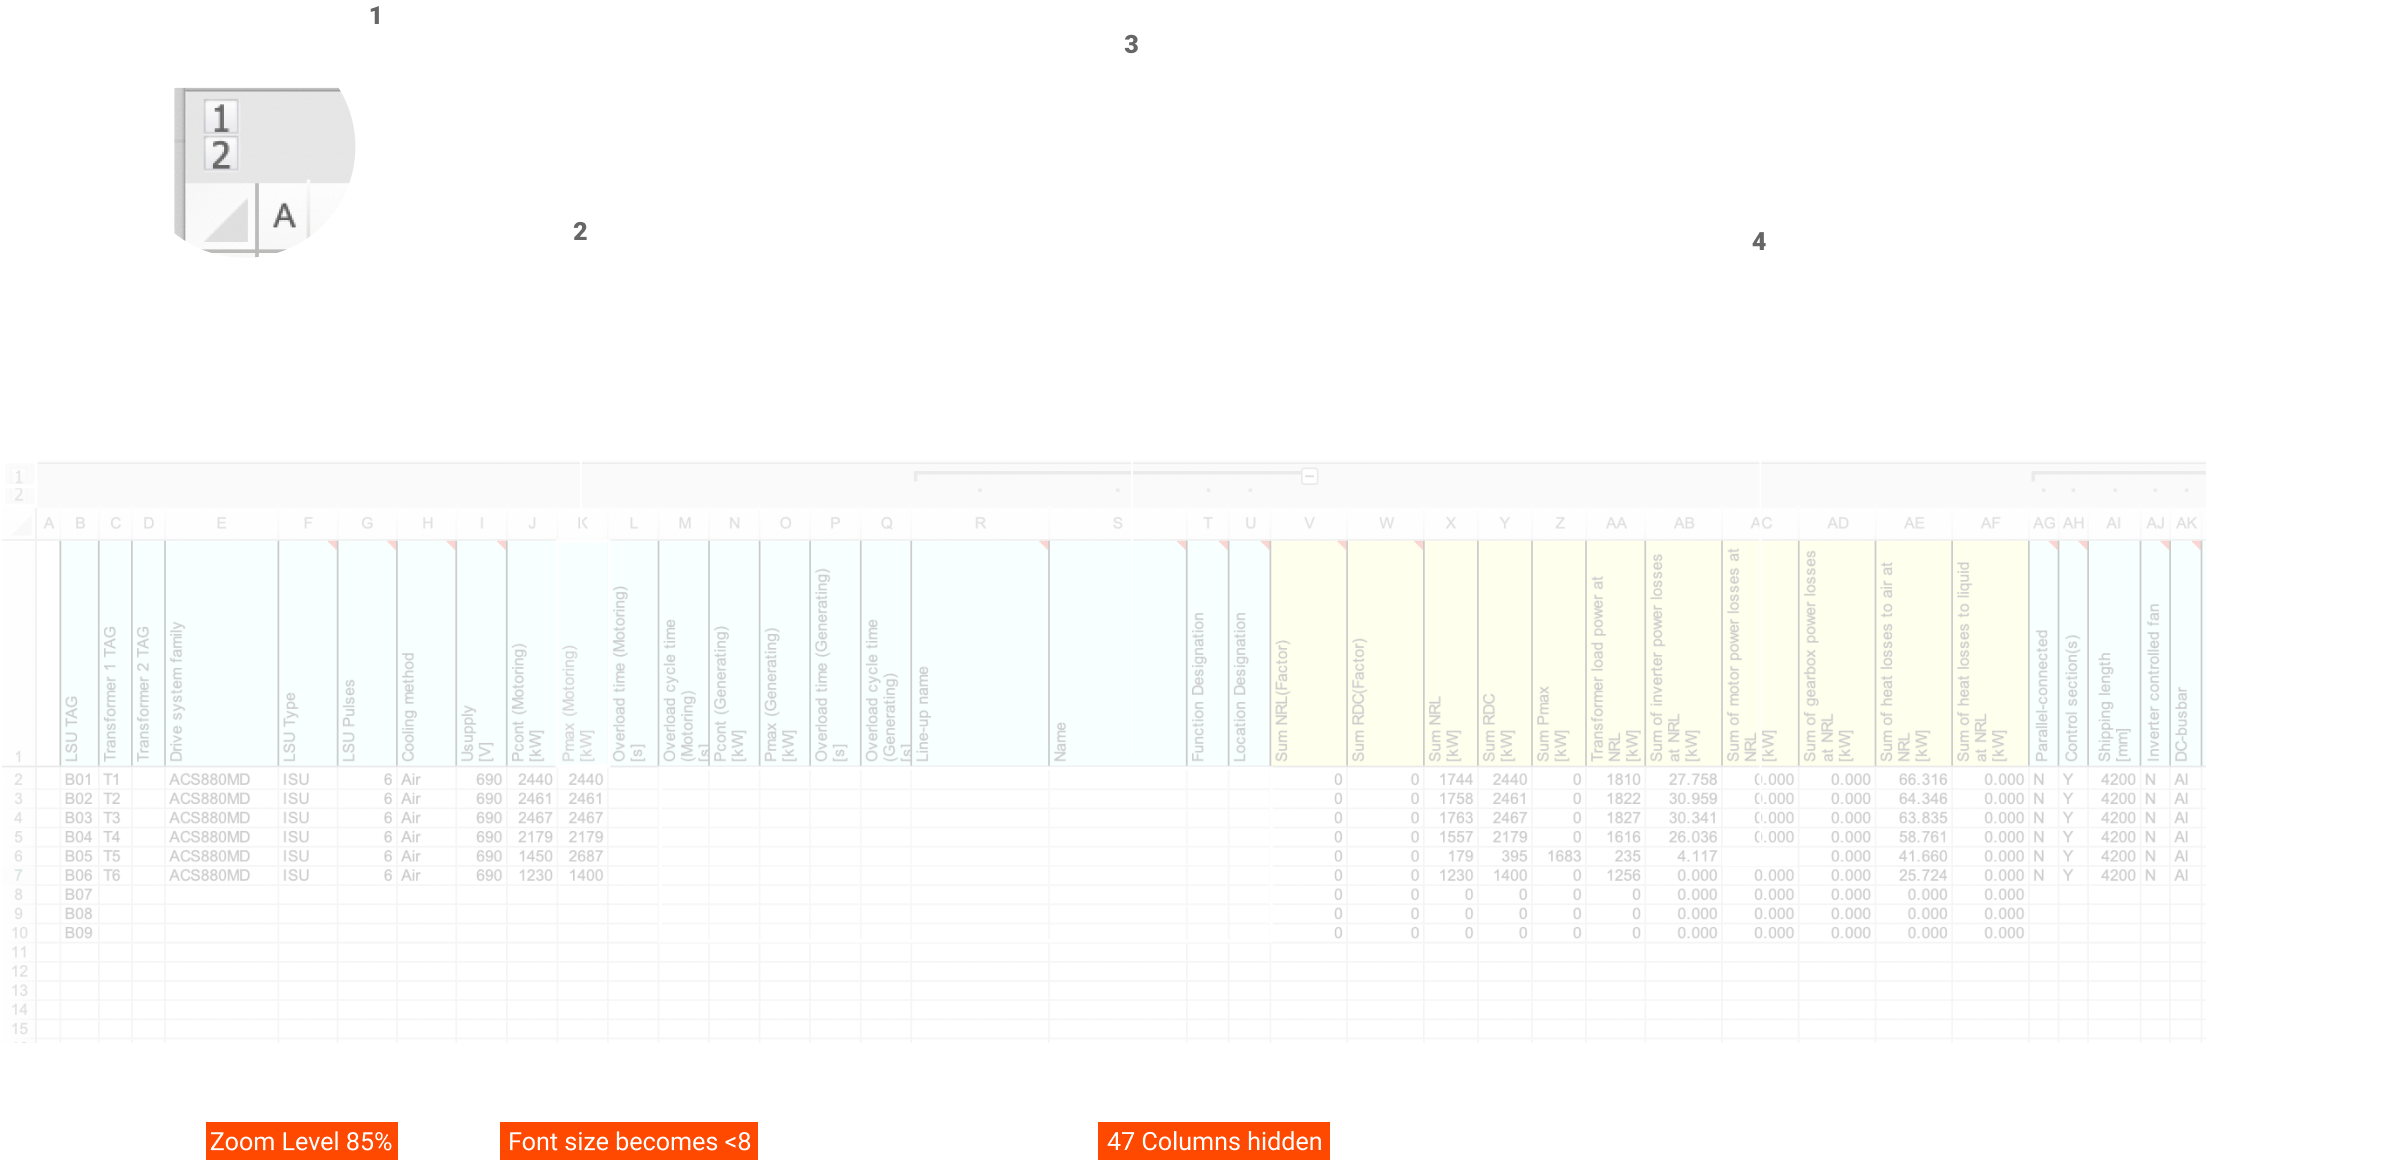 1
3
1
2
A
2
4
1
2
A B C D E F G H I J K L M N O P Q R S T U V W X Y Z AA AB AC AD AE AF AG AH AI AJ AK
1
LSU TAG
Transformer 1 TAG
Transformer 2 TAG
Drive system family
LSU Type
LSU Pulses
Cooling method
Usupply
[V]
Pcont (Motoring)
[kW]
Pmax (Motoring)
[kW]
Overload time (Motoring)
[s]
Overload cycle time
(Motoring)
[s]
Pcont (Generating)
[kW]
Pmax (Generating)
[kW]
Overload time (Generating)
[s]
Overload cycle time
(Generating)
[s]
Line-up name
Name
Function Designation
Location Designation
Sum NRL(Factor)
Sum RDC(Factor)
Sum NRL
[kW]
Sum RDC
[kW]
Sum Pmax
[kW]
Transformer load power at
NRL
[kW]
Sum of inverter power losses
at NRL
[kW]
Sum of motor power losses at
NRL
[kW]
Sum of gearbox power losses
at NRL
[kW]
Sum of heat losses to air at
NRL
[kW]
Sum of heat losses to liquid
at NRL
[kW]
Parallel-connected
Control section(s)
Shipping length
[mm]
Inverter controlled fan
DC-busbar
2 B01 T1 ACS880MD ISU 6 Air 690 2440 2440 0 0 1744 2440 0 1810 27.758 0.000 0.000 66.316 0.000 N Y 4200 N Al
3 B02 T2 ACS880MD ISU 6 Air 690 2461 2461 0 0 1758 2461 0 1822 30.959 0.000 0.000 64.346 0.000 N Y 4200 N Al
4 B03 T3 ACS880MD ISU 6 Air 690 2467 2467 0 0 1763 2467 0 1827 30.341 0.000 0.000 63.835 0.000 N Y 4200 N Al
5 B04 T4 ACS880MD ISU 6 Air 690 2179 2179 0 0 1557 2179 0 1616 26.036 0.000 0.000 58.761 0.000 N Y 4200 N Al
6 B05 T5 ACS880MD ISU 6 Air 690 1450 2687 0 0 179 395 1683 235 4.117 0.000 41.660 0.000 N Y 4200 N Al
7 B06 T6 ACS880MD ISU 6 Air 690 1230 1400 0 0 1230 1400 0 1256 0.000 0.000 0.000 25.724 0.000 N Y 4200 N Al
8 B07 0 0 0 0 0 0 0.000 0.000 0.000 0.000 0.000
9 B08 0 0 0 0 0 0 0.000 0.000 0.000 0.000 0.000
10 B09 0 0 0 0 0 0 0.000 0.000 0.000 0.000 0.000
11
12
13
14
15
Zoom Level 85%
Font size becomes <8
47 Columns hidden